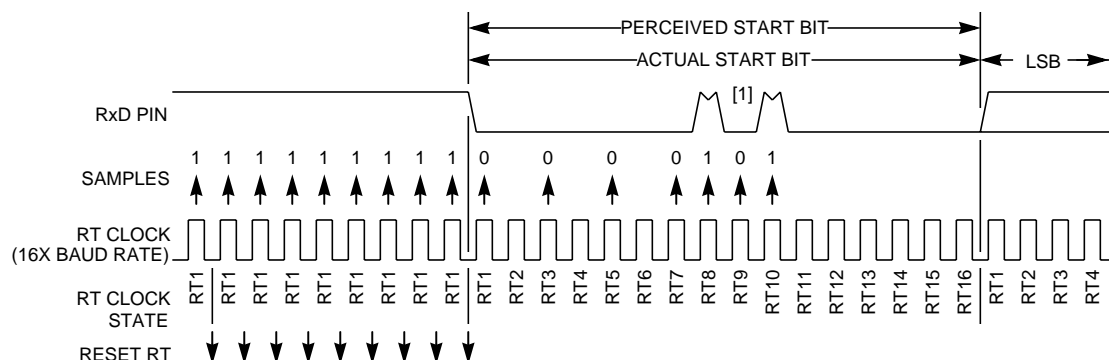 PERCEIVED START BIT
ACTUAL START BIT LSB
RxD PIN [1]
1 1 1 1 1 1 1 1 1 0 0 0 0 1 0 1
SAMPLES
RT CLOCK
(16X BAUD RATE)
RT1 RT1 RT1 RT1 RT1 RT1 RT1 RT1 RT1 RT1 RT2 RT3 RT4 RT5 RT6 RT7 RT8 RT9 RT10 RT11 RT12 RT13 RT14 RT15 RT16 RT1 RT2 RT3 RT4
RT CLOCK
STATE
RESET RT